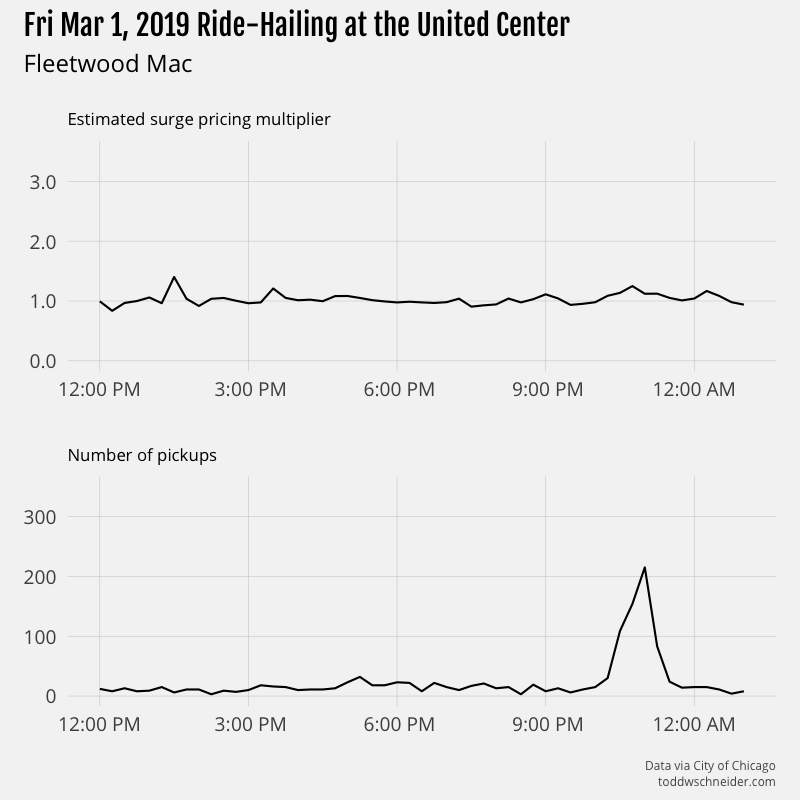 Fri Mar 1, 2019 Ride-Hailing at the United Center
Fleetwood Mac
Estimated surge pricing multiplier
3.0
2.0
1.0
0.0
12:00 PM 3:00 PM 6:00 PM 9:00 PM 12:00 AM
Number of pickups
300
200
100
0
12:00 PM 3:00 PM 6:00 PM 9:00 PM 12:00 AM
Data via City of Chicago
toddwschneider.com